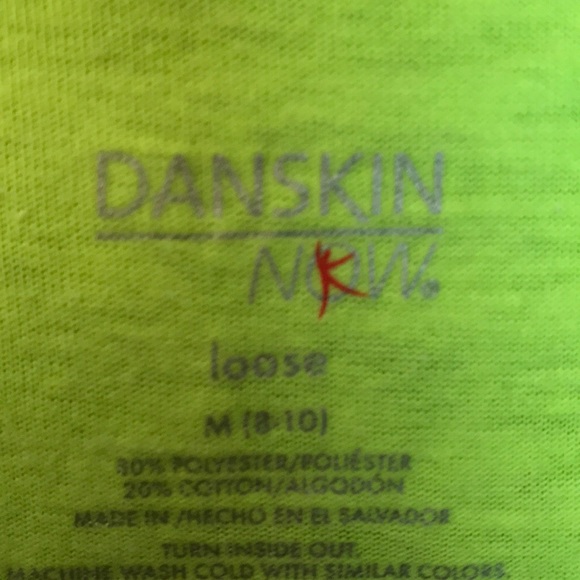 DANSKIN
NOW®
loose
M (8-10)
80% POLYESTER/POLIÉSTER
20% COTTON/ALGODÓN
MADE IN /HECHO EN EL SALVADOR
TURN INSIDE OUT.
MACHINE WASH COLD WITH SIMILAR COLORS.